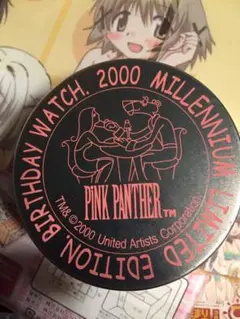 BIRTHDAY WATCH. 2000 MILLENNIUM LIMITED EDITION.
PINK PANTHER™
TM& ©2000 United Artists Corporation